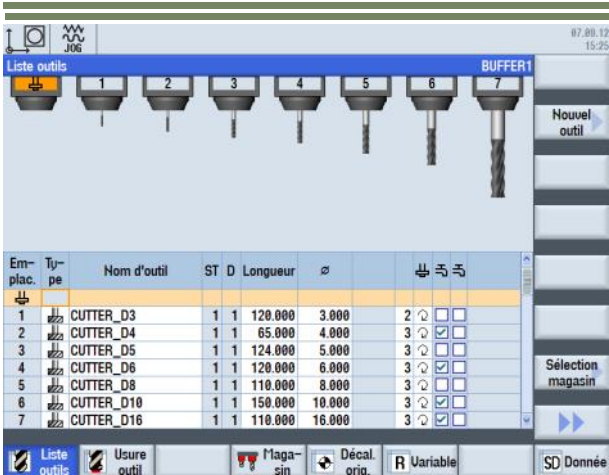 JOG
07.09.12
15:25
Liste outils BUFFER1
1 2 3 4 5 6 7
Nouvel
outil
Em-
plac. Ty-
pe Nom d'outil ST D Longueur ø
1 CUTTER_D3 1 1 120.000 3.000 2
2 CUTTER_D4 1 1 65.000 4.000 3
3 CUTTER_D5 1 1 124.000 5.000 3
4 CUTTER_D6 1 1 120.000 6.000 3
5 CUTTER_D8 1 1 110.000 8.000 3
6 CUTTER_D10 1 1 150.000 10.000 3
7 CUTTER_D16 1 1 110.000 16.000 3
Sélection
magasin
Liste
outils
Usure
outil
Maga-
sin
Décal.
orig.
R Variable
SD Donnée